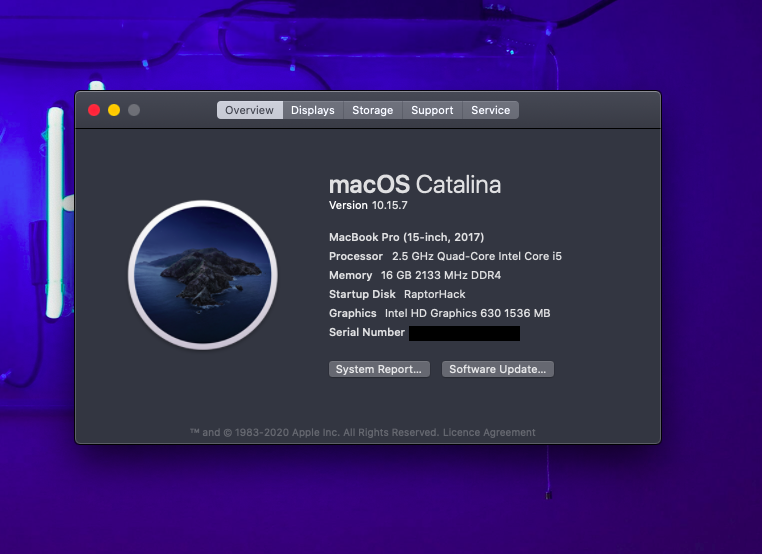 Overview Displays Storage Support Service
macOS Catalina
Version 10.15.7
MacBook Pro (15-inch, 2017)
Processor 2.5 GHz Quad-Core Intel Core i5
Memory 16 GB 2133 MHz DDR4
Startup Disk RaptorHack
Graphics Intel HD Graphics 630 1536 MB
Serial Number
System Report... Software Update...
™ and © 1983-2020 Apple Inc. All Rights Reserved. Licence Agreement